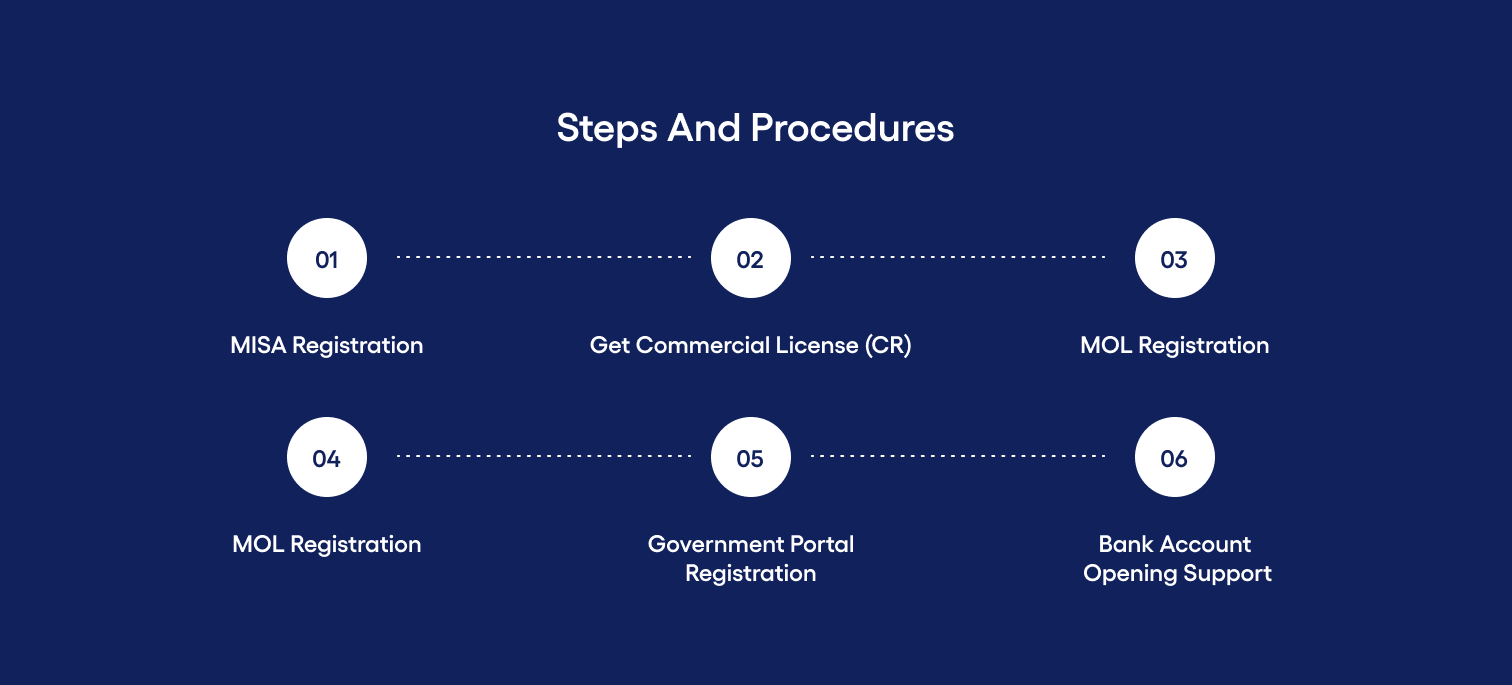 Steps And Procedures
01
02
03
MISA Registration
Get Commercial License (CR)
MOL Registration
04
05
06
MOL Registration
Government Portal
Registration
Bank Account
Opening Support